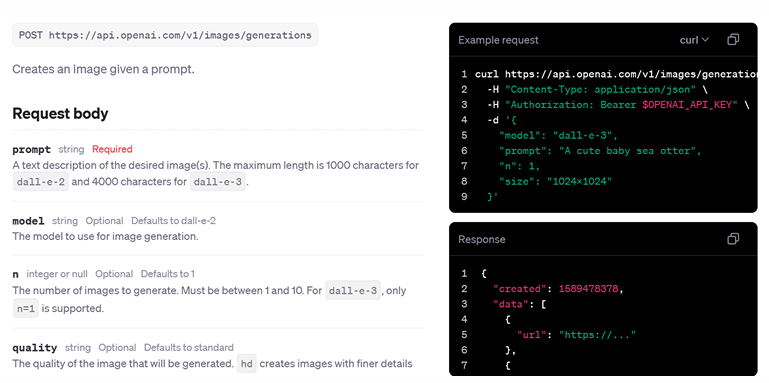 POST https://api.openai.com/v1/images/generations
Creates an image given a prompt.
Request body
prompt string Required
A text description of the desired image(s). The maximum length is 1000 characters for
dall-e-2 and 4000 characters for dall-e-3.
model string Optional Defaults to dall-e-2
The model to use for image generation.
n integer or null Optional Defaults to 1
The number of images to generate. Must be between 1 and 10. For dall-e-3, only
n=1 is supported.
quality string Optional Defaults to standard
The quality of the image that will be generated. hd creates images with finer details
Example request curl
1 curl https://api.openai.com/v1/images/generation
2 -H "Content-Type: application/json" \
3 -H "Authorization: Bearer $OPENAI_API_KEY" \
4 -d '{
5 "model": "dall-e-3",
6 "prompt": "A cute baby sea otter",
7 "n": 1,
8 "size": "1024x1024"
9 }'
Response
1 {
2 "created": 1589478378,
3 "data": [
4 {
5 "url": "https://..."
6 },
7 {